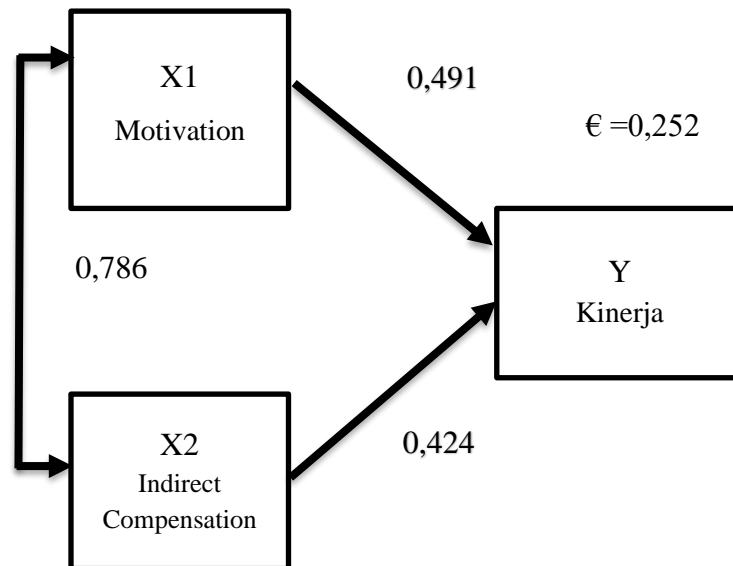 X1
Motivation
0,491
€ =0,252
0,786
Y
Kinerja
X2
Indirect
Compensation
0,424